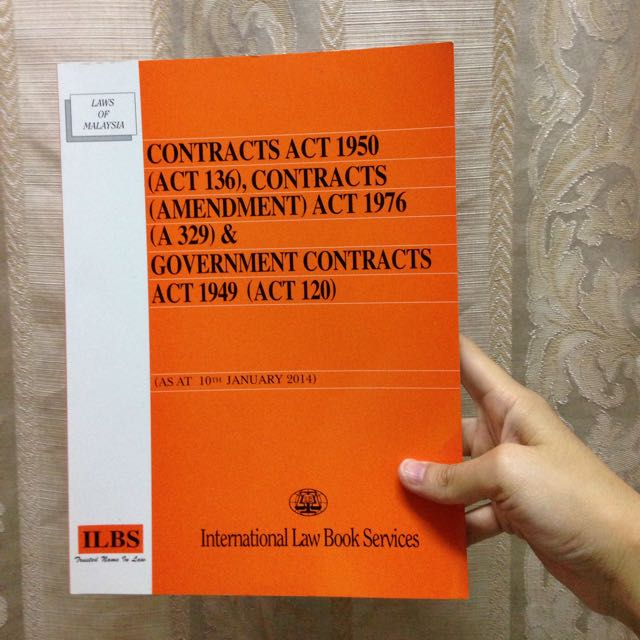 LAWS
OF
MALAYSIA
CONTRACTS ACT 1950
(ACT 136), CONTRACTS
(AMENDMENT) ACT 1976
(A 329) &
GOVERNMENT CONTRACTS
ACT 1949 (ACT 120)
(AS AT 10TH JANUARY 2014)
ILBS
Trusted Name In Law
International Law Book Services